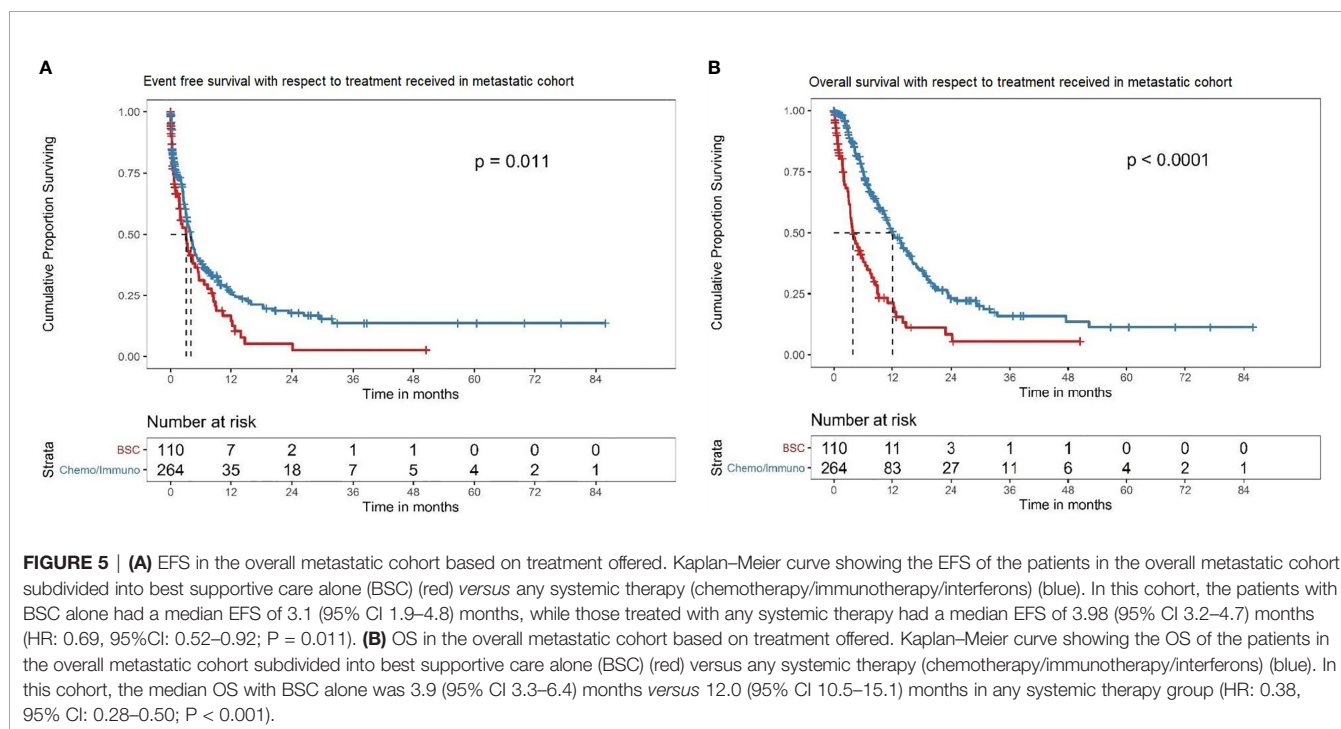 A
Event free survival with respect to treatment received in metastatic cohort
Cumulative Proportion Surviving
1.00
0.75
0.50
0.25
0.00
p = 0.011
0 12 24 36 48 60 72 84
Time in months
Number at risk
Strata
BSC 110 7 2 1 1 0 0 0
Chemo/Immuno 264 35 18 7 5 4 2 1
0 12 24 36 48 60 72 84
Time in months
B
Overall survival with respect to treatment received in metastatic cohort
Cumulative Proportion Surviving
1.00
0.75
0.50
0.25
0.00
p < 0.0001
0 12 24 36 48 60 72 84
Time in months
Number at risk
Strata
BSC 110 11 3 1 1 0 0 0
Chemo/Immuno 264 83 27 11 6 4 2 1
0 12 24 36 48 60 72 84
Time in months
FIGURE 5 | (A) EFS in the overall metastatic cohort based on treatment offered. Kaplan–Meier curve showing the EFS of the patients in the overall metastatic cohort
subdivided into best supportive care alone (BSC) (red) versus any systemic therapy (chemotherapy/immunotherapy/interferons) (blue). In this cohort, the patients with
BSC alone had a median EFS of 3.1 (95% CI 1.9–4.8) months, while those treated with any systemic therapy had a median EFS of 3.98 (95% CI 3.2–4.7) months
(HR: 0.69, 95%CI: 0.52–0.92; P = 0.011). (B) OS in the overall metastatic cohort based on treatment offered. Kaplan–Meier curve showing the OS of the patients in
the overall metastatic cohort subdivided into best supportive care alone (BSC) (red) versus any systemic therapy (chemotherapy/immunotherapy/interferons) (blue). In
this cohort, the median OS with BSC alone was 3.9 (95% CI 3.3–6.4) months versus 12.0 (95% CI 10.5–15.1) months in any systemic therapy group (HR: 0.38,
95% CI: 0.28–0.50; P < 0.001).